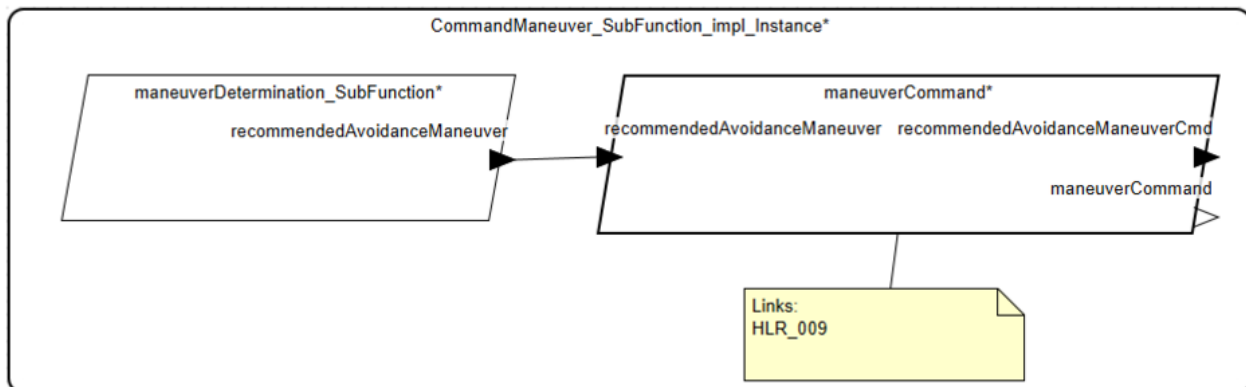 CommandManeuver_SubFunction_impl_Instance*
maneuverDetermination_SubFunction*
recommendedAvoidanceManeuver
maneuverCommand*
recommendedAvoidanceManeuver
recommendedAvoidanceManeuverCmd
maneuverCommand
Links:
HLR_009